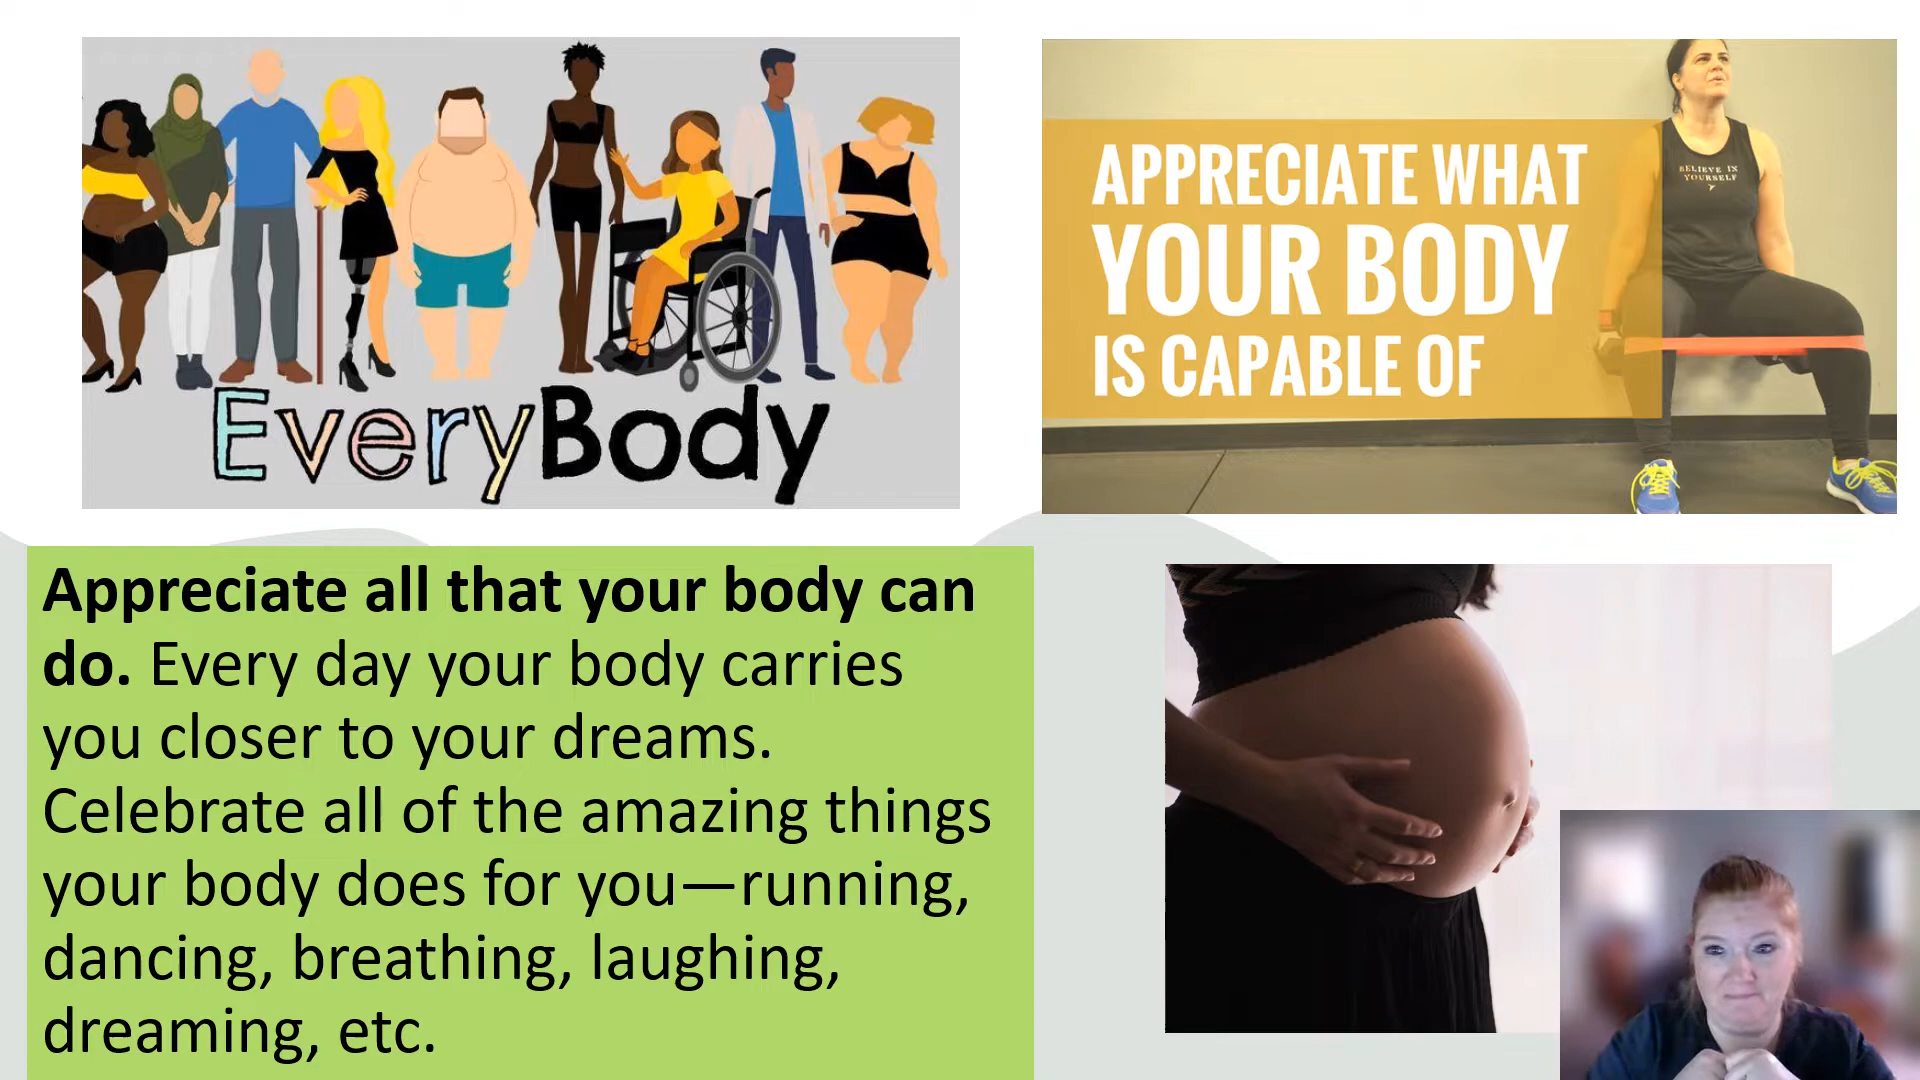 EveryBody
APPRECIATE WHAT
YOUR BODY
IS CAPABLE OF
BELIEVE IN
YOURSELF
Appreciate all that your body can
do. Every day your body carries
you closer to your dreams.
Celebrate all of the amazing things
your body does for you—running,
dancing, breathing, laughing,
dreaming, etc.